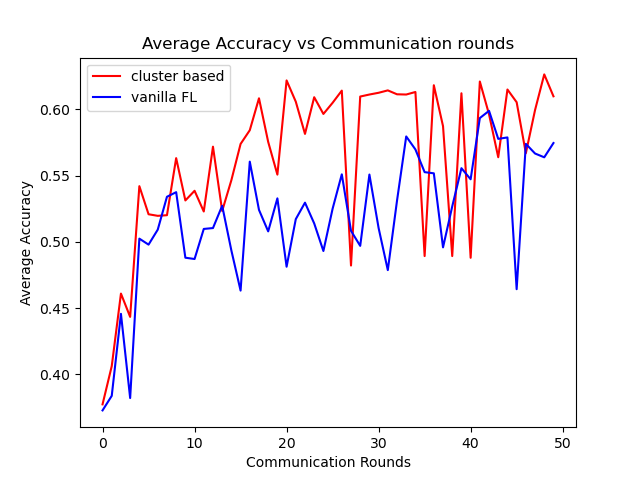 Average Accuracy vs Communication rounds
cluster based
vanilla FL
0.60
0.55
0.50
0.45
0.40
Average Accuracy
0 10 20 30 40 50
Communication Rounds